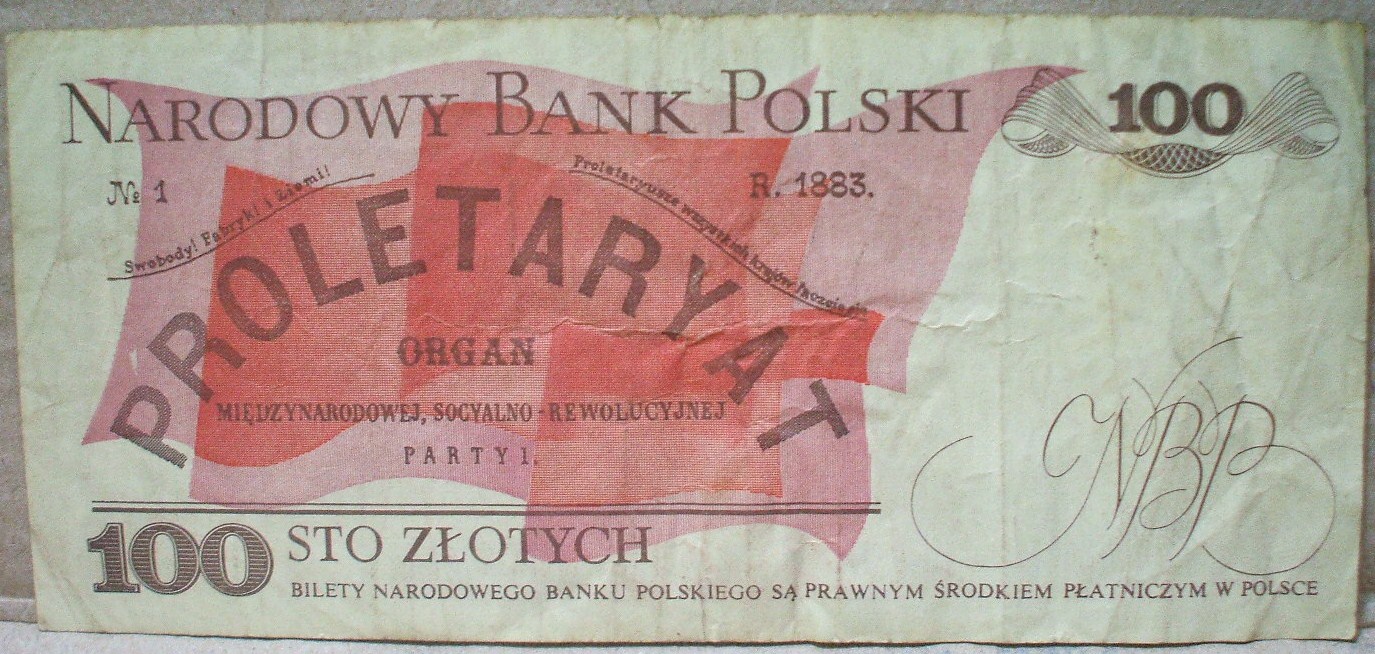 NARODOWY BANK POLSKI
100
№ 1
R. 1883.
Swobody! Fabryki i Ziemi!
Proletaryusze wszystkich krajów łączcie się
PROLETARYAT
ORGAN
MIĘDZYNARODOWEJ, SOCYALNO-REWOLUCYJNEJ
PARTYI.
NBP
100 STO ZŁOTYCH
BILETY NARODOWEGO BANKU POLSKIEGO SĄ PRAWNYM ŚRODKIEM PŁATNICZYM W POLSCE